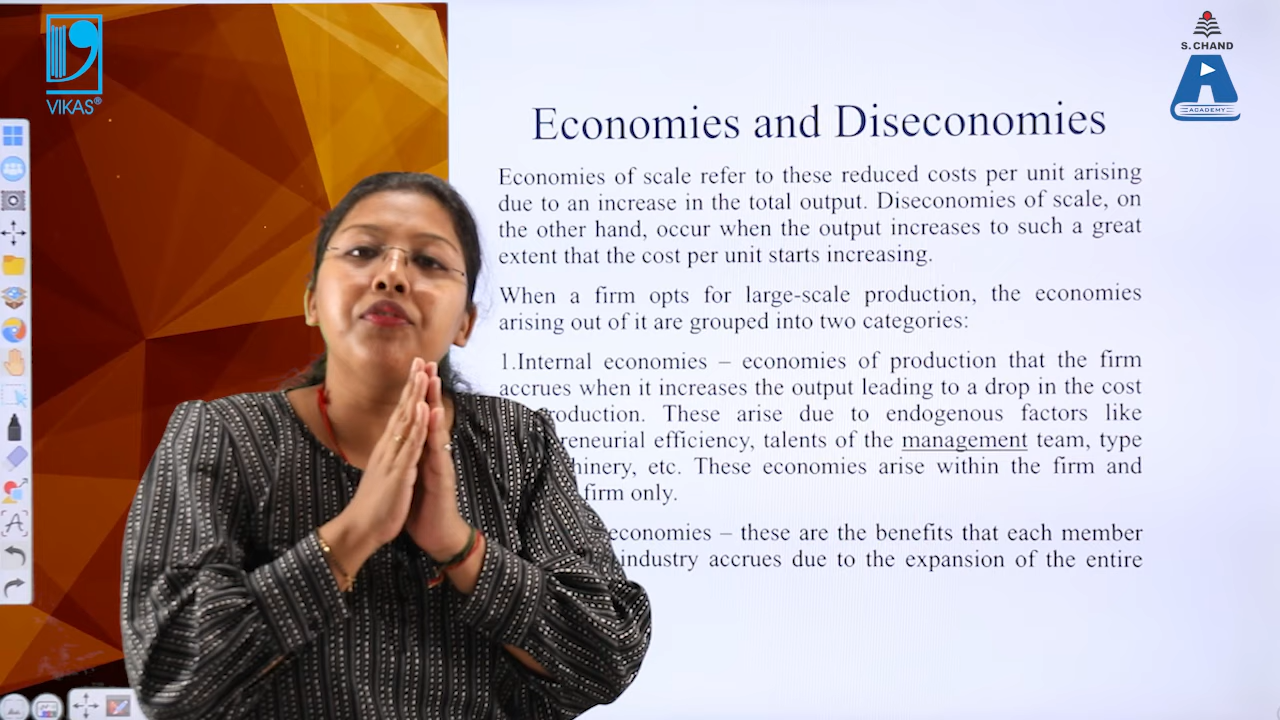 VIKAS®
S. CHAND
ACADEMY
Economies and Diseconomies
Economies of scale refer to these reduced costs per unit arising
due to an increase in the total output. Diseconomies of scale, on
the other hand, occur when the output increases to such a great
extent that the cost per unit starts increasing.
When a firm opts for large-scale production, the economies
arising out of it are grouped into two categories:
1.Internal economies – economies of production that the firm
accrues when it increases the output leading to a drop in the cost
roduction. These arise due to endogenous factors like
reneurial efficiency, talents of the management team, type
hinery, etc. These economies arise within the firm and
firm only.
economies – these are the benefits that each member
industry accrues due to the expansion of the entire